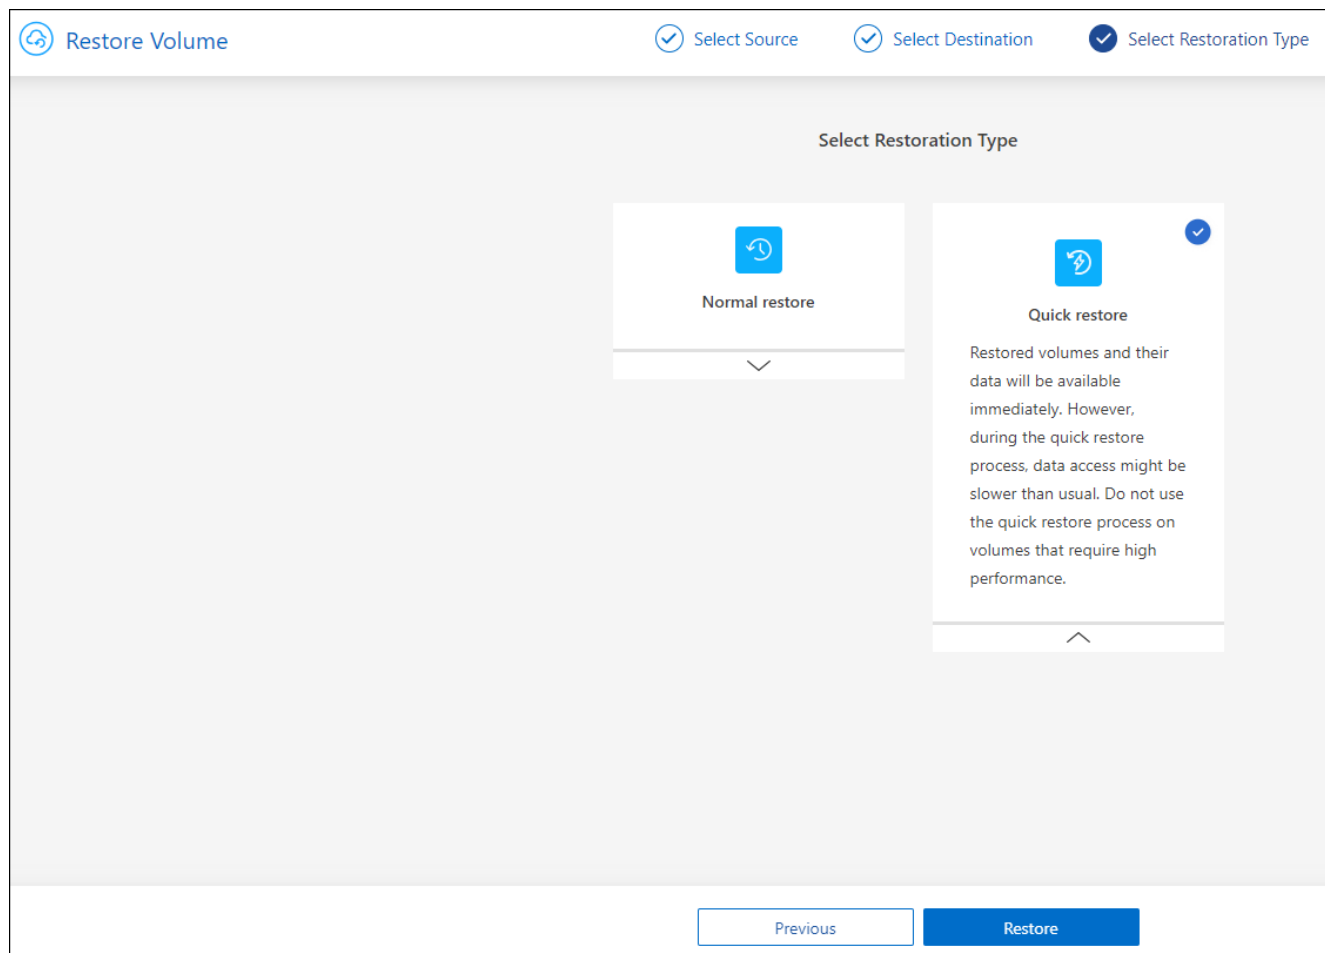 Restore Volume
Select Source
Select Destination
Select Restoration Type
Select Restoration Type
Normal restore
Quick restore
Restored volumes and their
data will be available
immediately. However,
during the quick restore
process, data access might be
slower than usual. Do not use
the quick restore process on
volumes that require high
performance.
Previous
Restore